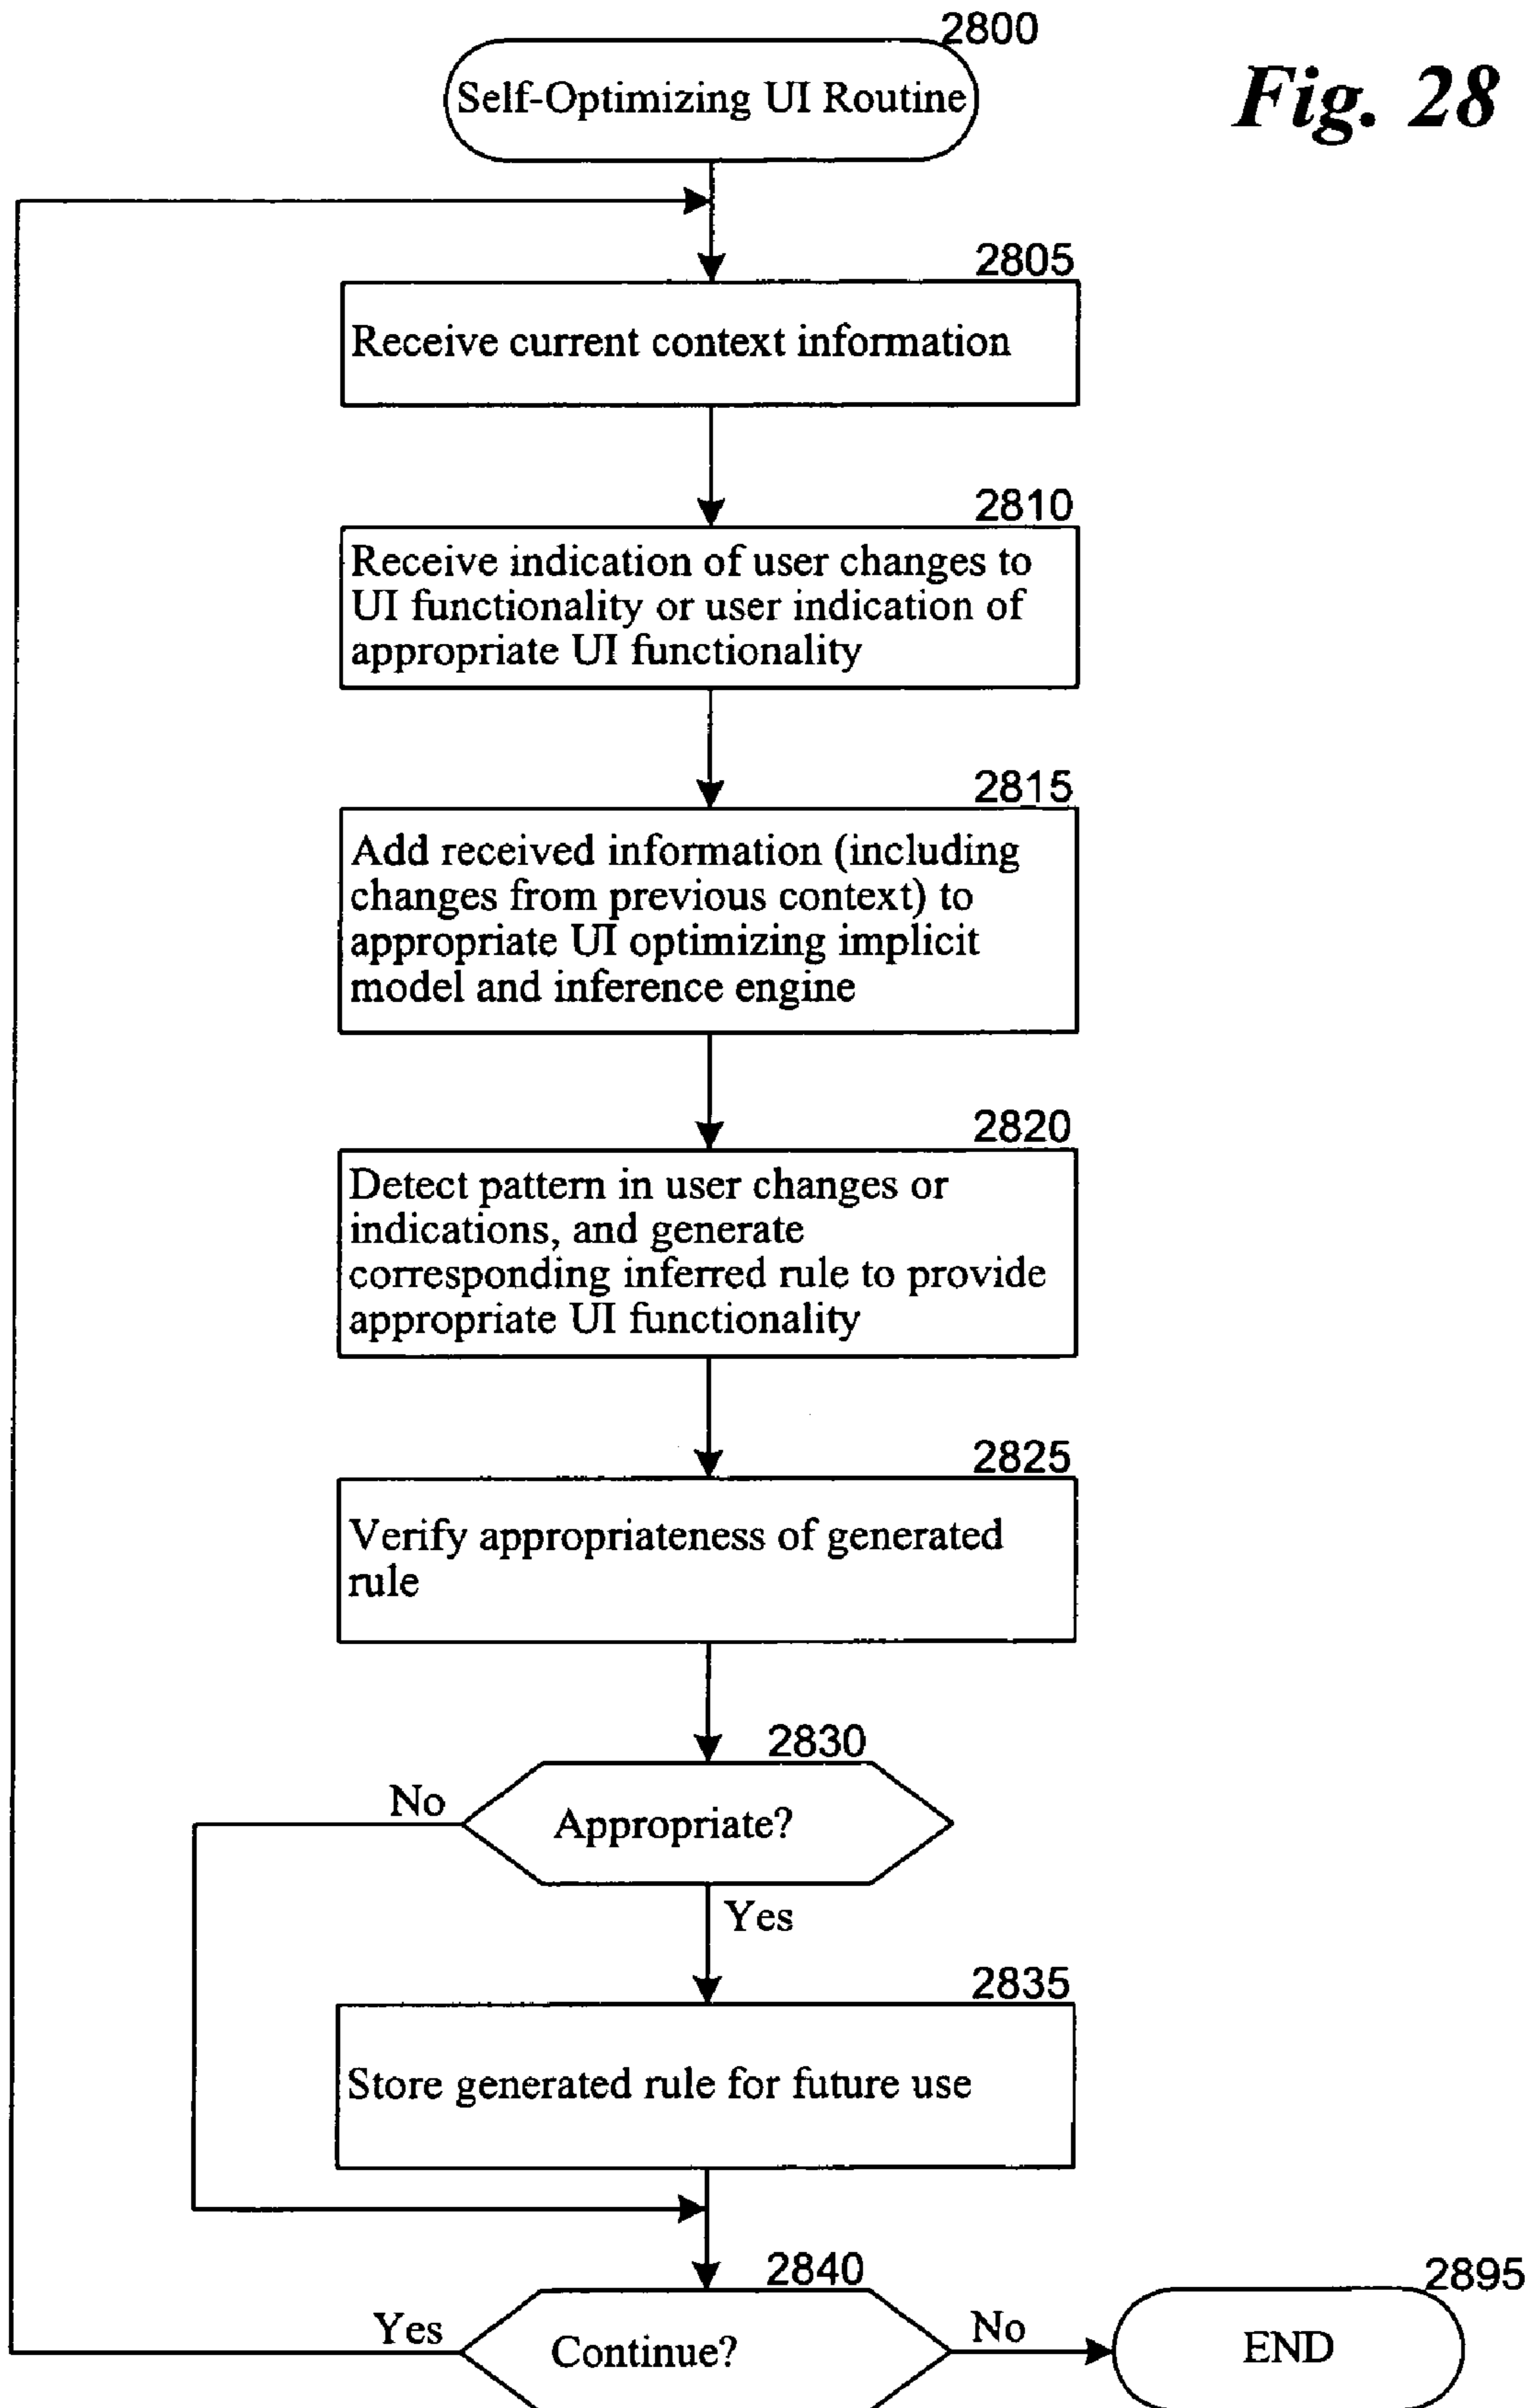 2800
Self-Optimizing UI Routine
Fig. 28
2805
Receive current context information
2810
Receive indication of user changes to
UI functionality or user indication of
appropriate UI functionality
2815
Add received information (including
changes from previous context) to
appropriate UI optimizing implicit
model and inference engine
2820
Detect pattern in user changes or
indications, and generate
corresponding inferred rule to provide
appropriate UI functionality
2825
Verify appropriateness of generated
rule
2830
No
Appropriate?
Yes
2835
Store generated rule for future use
2840
2895
Yes
Continue?
No
END